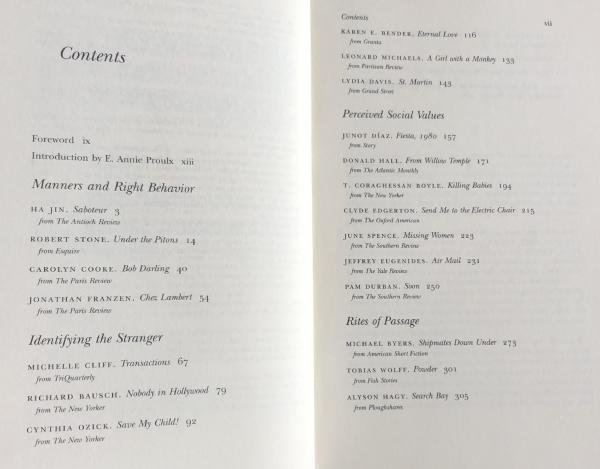 Contents
Foreword ix
Introduction by E. Annie Proulx xiii
Manners and Right Behavior
HA JIN. Saboteur 3
from The Antioch Review
ROBERT STONE. Under the Pitons 14
from Esquire
CAROLYN COOKE. Bob Darling 40
from The Paris Review
JONATHAN FRANZEN. Chez Lambert 54
from The Paris Review
Identifying the Stranger
MICHELLE CLIFF. Transactions 67
from TriQuarterly
RICHARD BAUSCH. Nobody in Hollywood 79
from The New Yorker
CYNTHIA OZICK. Save My Child! 92
from The New Yorker
Contents vii
KAREN E. BENDER. Eternal Love 116
from Granta
LEONARD MICHAELS. A Girl with a Monkey 133
from Partisan Review
LYDIA DAVIS. St. Martin 143
from Grand Street
Perceived Social Values
JUNOT DÍAZ. Fiesta, 1980 157
from Story
DONALD HALL. From Willow Temple 171
from The Atlantic Monthly
T. CORAGHESSAN BOYLE. Killing Babies 194
from The New Yorker
CLYDE EDGERTON. Send Me to the Electric Chair 215
from The Oxford American
JUNE SPENCE. Missing Women 223
from The Southern Review
JEFFREY EUGENIDES. Air Mail 231
from The Yale Review
PAM DURBAN. Soon 250
from The Southern Review
Rites of Passage
MICHAEL BYERS. Shipmates Down Under 273
from American Short Fiction
TOBIAS WOLFF. Powder 301
from Fish Stories
ALYSON HAGY. Search Bay 305
from Ploughshares